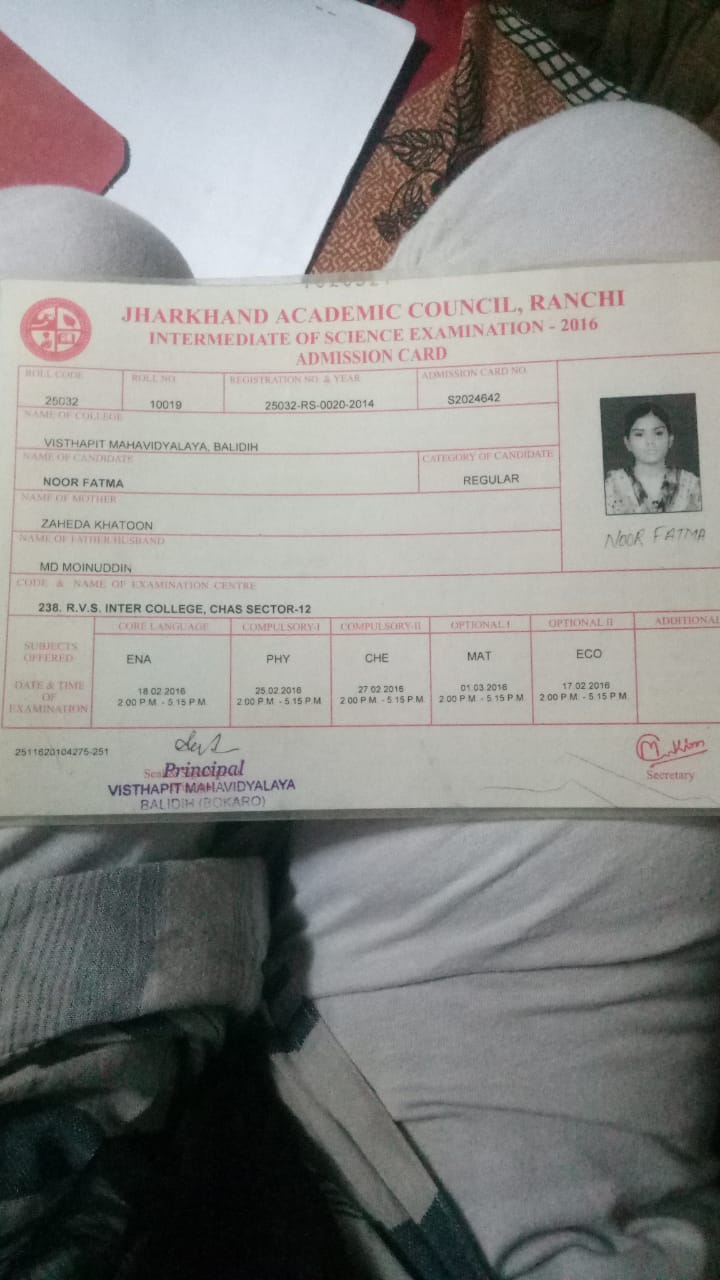 JHARKHAND ACADEMIC COUNCIL, RANCHI
INTERMEDIATE OF SCIENCE EXAMINATION - 2016
ADMISSION CARD
ROLL CODE ROLL NO. REGISTRATION NO. & YEAR ADMISSION CARD NO.
25032 10019 25032-RS-0020-2014 S2024642
NAME OF COLLEGE
VISTHAPIT MAHAVIDYALAYA, BALIDIH
NAME OF CANDIDATE CATEGORY OF CANDIDATE
NOOR FATMA REGULAR
NAME OF MOTHER
ZAHEDA KHATOON
NOOR FATMA
NAME OF FATHER/HUSBAND
MD MOINUDDIN
CODE & NAME OF EXAMINATION CENTRE
238. R.V.S. INTER COLLEGE, CHAS SECTOR-12
CORE LANGUAGE COMPULSORY-I COMPULSORY-II OPTIONAL I OPTIONAL II ADDITIONAL
SUBJECTS OFFERED ENA PHY CHE MAT ECO
DATE & TIME OF EXAMINATION
18.02.2016 25.02.2016 27.02.2016 01.03.2016 17.02.2016
2.00 P.M. - 5.15 P.M. 2.00 P.M. - 5.15 P.M. 2.00 P.M. - 5.15 P.M. 2.00 P.M. - 5.15 P.M. 2.00 P.M. - 5.15 P.M.
2511620104275-251
Principal
VISTHAPIT MAHAVIDYALAYA
BALIDIH (BOKARO)
Secretary